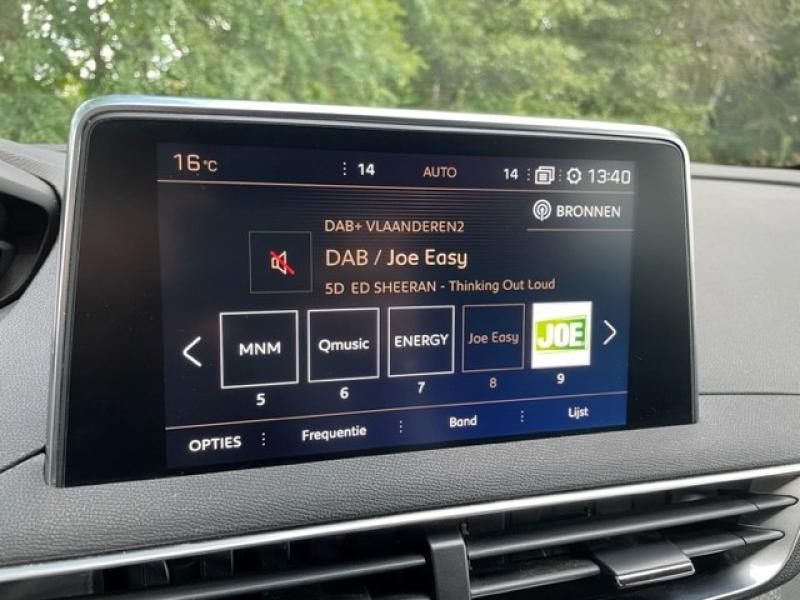 16°C 14 AUTO 14 13:40
BRONNEN
DAB+ VLAANDEREN2
DAB / Joe Easy
5D ED SHEERAN - Thinking Out Loud
MNM Qmusic ENERGY Joe Easy JOE
5 6 7 8 9
OPTIES Frequentie Band Lijst